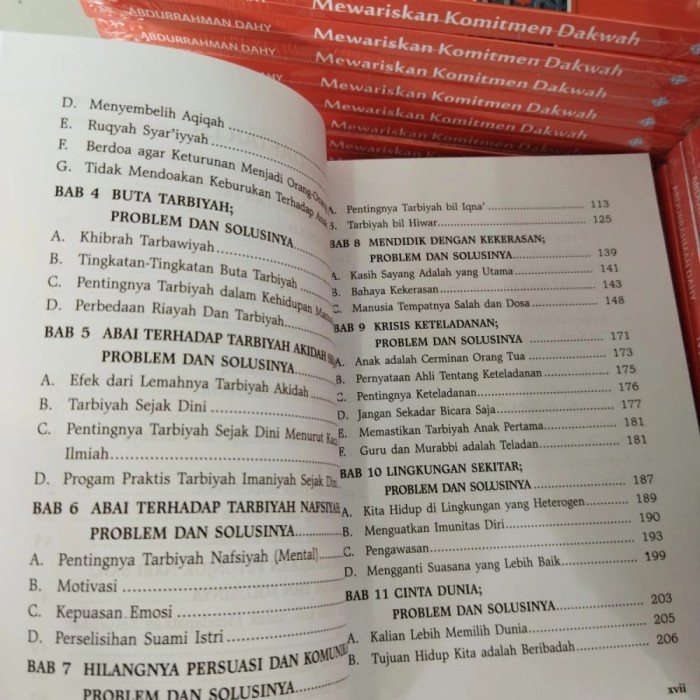 Mewariskan Komitmen Dakwah
ABDURRAHMAN DAHY
Mewariskan Komitmen Dakwah
ABDURRAHMAN DAHY
Mewariskan Komitmen Dakwah
Mewariskan Komitmen Dakwah
Mewariskan Komitmen Dakwah
Mewariskan Komitmen
D. Menyembelih Aqiqah
E. Ruqyah Syar'iyyah
F. Berdoa agar Keturunan Menjadi Orang-Orang
G. Tidak Mendoakan Keburukan Terhadap
BAB 4 BUTA TARBIYAH;
PROBLEM DAN SOLUSINYA
A. Khibrah Tarbawiyah
B. Tingkatan-Tingkatan Buta Tarbiyah
C. Pentingnya Tarbiyah dalam Kehidupan
D. Perbedaan Riayah Dan Tarbiyah
BAB 5 ABAI TERHADAP TARBIYAH AKIDAH
PROBLEM DAN SOLUSINYA
A. Efek dari Lemahnya Tarbiyah Akidah
B. Tarbiyah Sejak Dini
C. Pentingnya Tarbiyah Sejak Dini Menurut
Ilmiah
D. Progam Praktis Tarbiyah Imaniyah Sejak
BAB 6 ABAI TERHADAP TARBIYAH NAFSIYAH
PROBLEM DAN SOLUSINYA
A. Pentingnya Tarbiyah Nafsiyah (Mental)
B. Motivasi
C. Kepuasan Emosi
D. Perselisihan Suami Istri
BAB 7 HILANGNYA PERSUASI DAN
PROBLEM DAN SOLUSINYA
A. Pentingnya Tarbiyah bil Iqna' 113
B. Tarbiyah bil Hiwar 125
BAB 8 MENDIDIK DENGAN KEKERASAN;
PROBLEM DAN SOLUSINYA 139
A. Kasih Sayang Adalah yang Utama 141
B. Bahaya Kekerasan 143
C. Manusia Tempatnya Salah dan Dosa 148
BAB 9 KRISIS KETELADANAN;
PROBLEM DAN SOLUSINYA 171
A. Anak adalah Cerminan Orang Tua 173
B. Pernyataan Ahli Tentang Keteladanan 175
C. Pentingnya Keteladanan 176
D. Jangan Sekadar Bicara Saja 177
E. Memastikan Tarbiyah Anak Pertama 181
F. Guru dan Murabbi adalah Teladan 181
BAB 10 LINGKUNGAN SEKITAR;
PROBLEM DAN SOLUSINYA 187
A. Kita Hidup di Lingkungan yang Heterogen 189
B. Menguatkan Imunitas Diri 190
C. Pengawasan 193
D. Mengganti Suasana yang Lebih Baik 199
BAB 11 CINTA DUNIA;
PROBLEM DAN SOLUSINYA 203
A. Kalian Lebih Memilih Dunia 205
B. Tujuan Hidup Kita adalah Beribadah 206
xvii